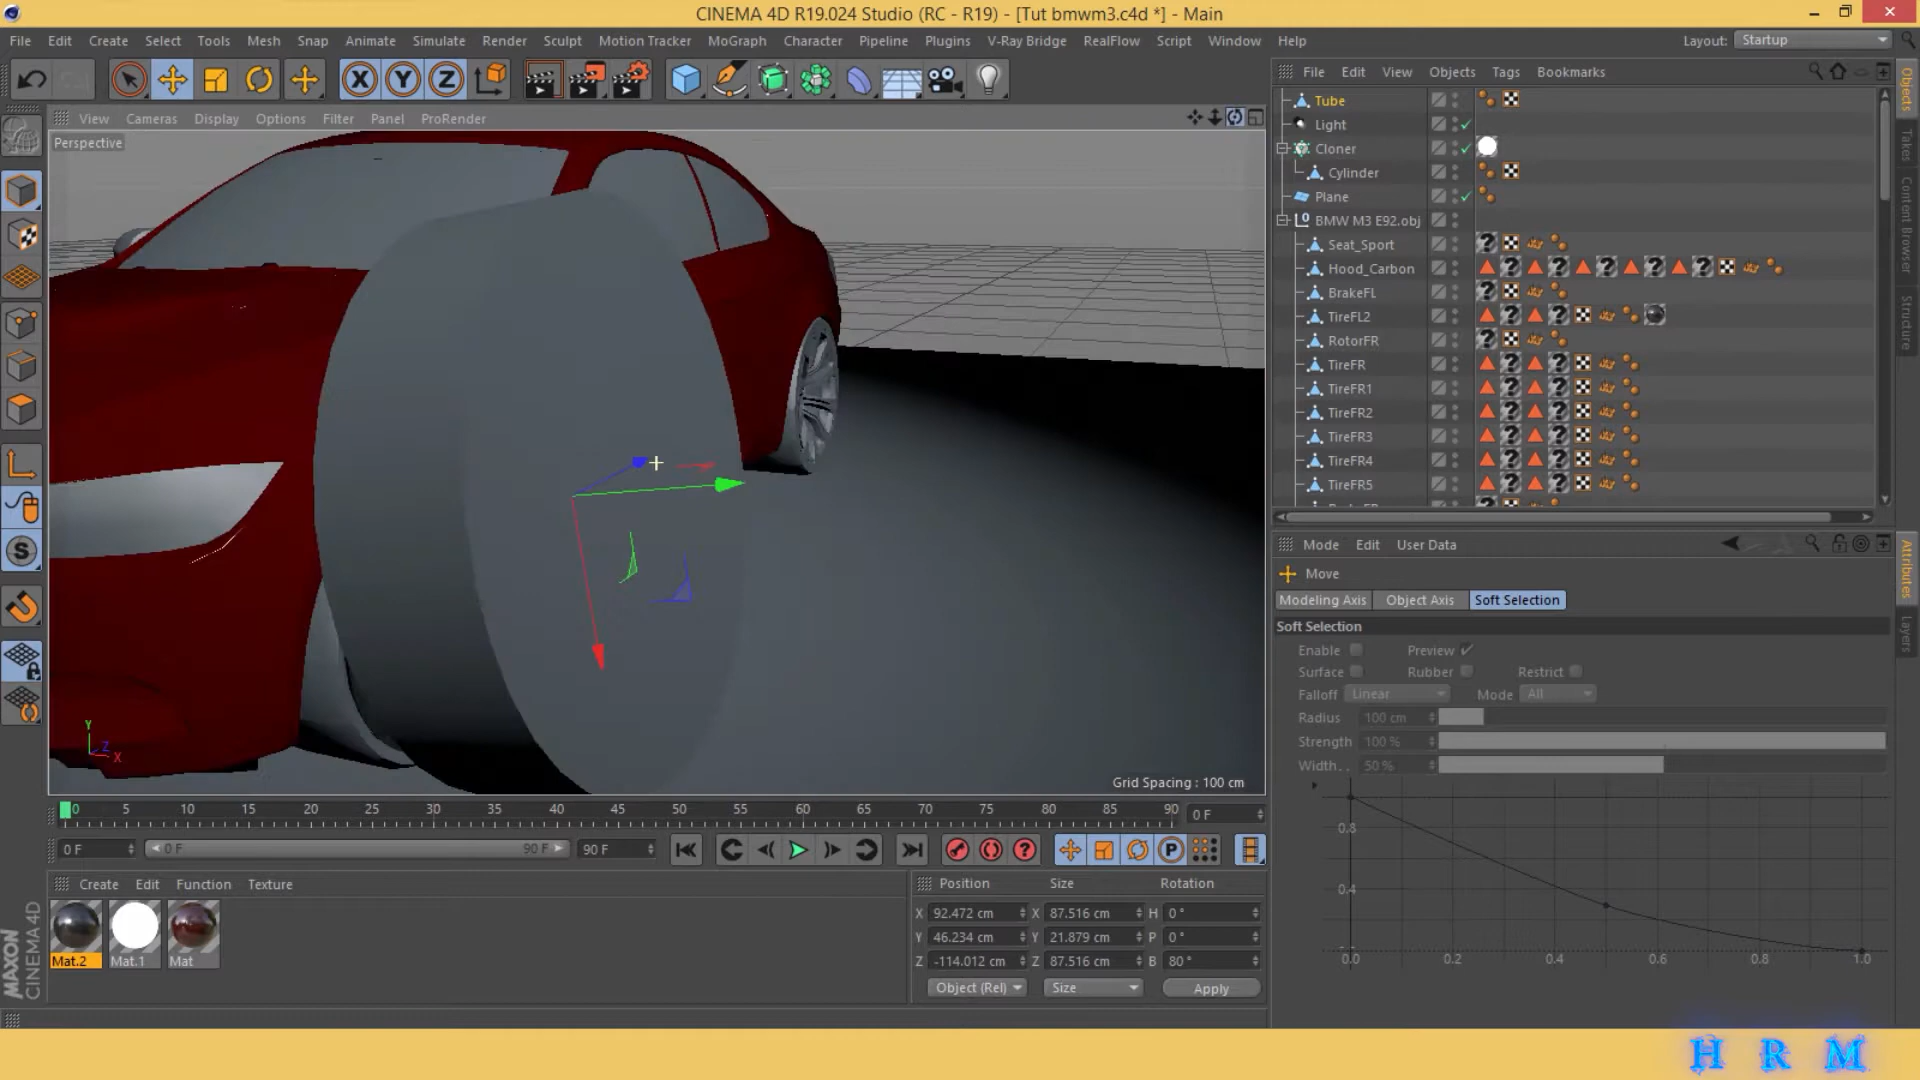 CINEMA 4D R19.024 Studio (RC - R19) - [Tut bmwm3.c4d *] - Main
File Edit Create Select Tools Mesh Snap Animate Simulate Render Sculpt Motion Tracker MoGraph Character Pipeline Plugins V-Ray Bridge RealFlow Script Window Help Layout: Startup
X Y Z
File Edit View Objects Tags Bookmarks
View Cameras Display Options Filter Panel ProRender
Perspective
Tube
Light
Cloner
Cylinder
Plane
BMW M3 E92.obj
Seat_Sport
Hood_Carbon
BrakeFL
TireFL2
RotorFR
TireFR
TireFR1
TireFR2
TireFR3
TireFR4
TireFR5
Objects
Takes
Content Browser
Structure
Mode Edit User Data
Move
Modeling Axis Object Axis Soft Selection
Soft Selection
Enable Preview
Surface Rubber Restrict
Falloff Linear Mode All
Radius 100 cm
Strength 100 %
Width . . 50 %
0.8
0.4
0.0 0.2 0.4 0.6 0.8 1.0
Attributes
Layers
S
Y
Z
X
Grid Spacing : 100 cm
0 5 10 15 20 25 30 35 40 45 50 55 60 65 70 75 80 85 90 0 F
0 F 0 F 90 F 90 F P
Create Edit Function Texture
Mat.2 Mat.1 Mat
MAXON CINEMA 4D
Position Size Rotation
X 92.472 cm X 87.516 cm H 0 °
Y 46.234 cm Y 21.879 cm P 0 °
Z -114.012 cm Z 87.516 cm B 80 °
Object (Rel) Size Apply
H R M